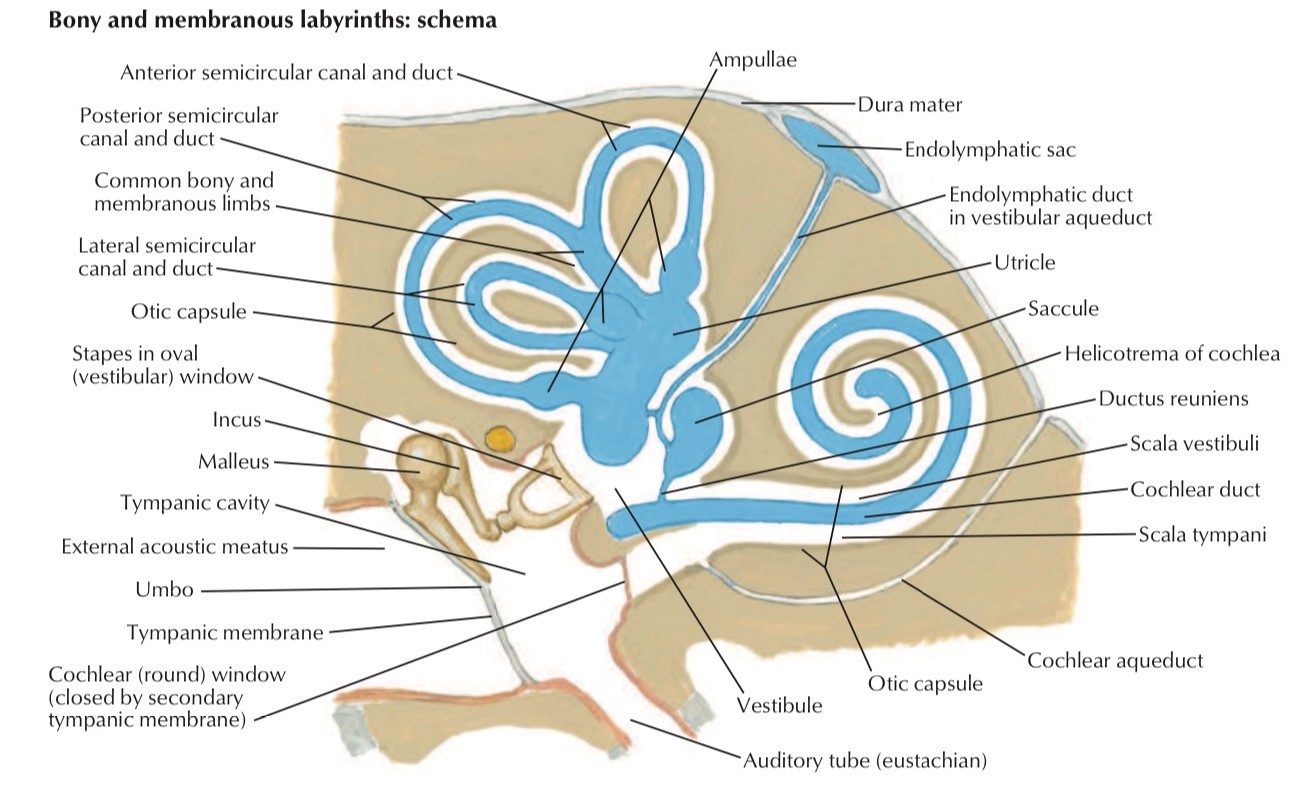 Bony and membranous labyrinths: schema
Anterior semicircular canal and duct
Posterior semicircular
canal and duct
Common bony and
membranous limbs
Lateral semicircular
canal and duct
Otic capsule
Stapes in oval
(vestibular) window
Incus
Malleus
Tympanic cavity
External acoustic meatus
Umbo
Tympanic membrane
Cochlear (round) window
(closed by secondary
tympanic membrane)
Ampullae
Dura mater
Endolymphatic sac
Endolymphatic duct
in vestibular aqueduct
Utricle
Saccule
Helicotrema of cochlea
Ductus reuniens
Scala vestibuli
Cochlear duct
Scala tympani
Cochlear aqueduct
Otic capsule
Vestibule
Auditory tube (eustachian)